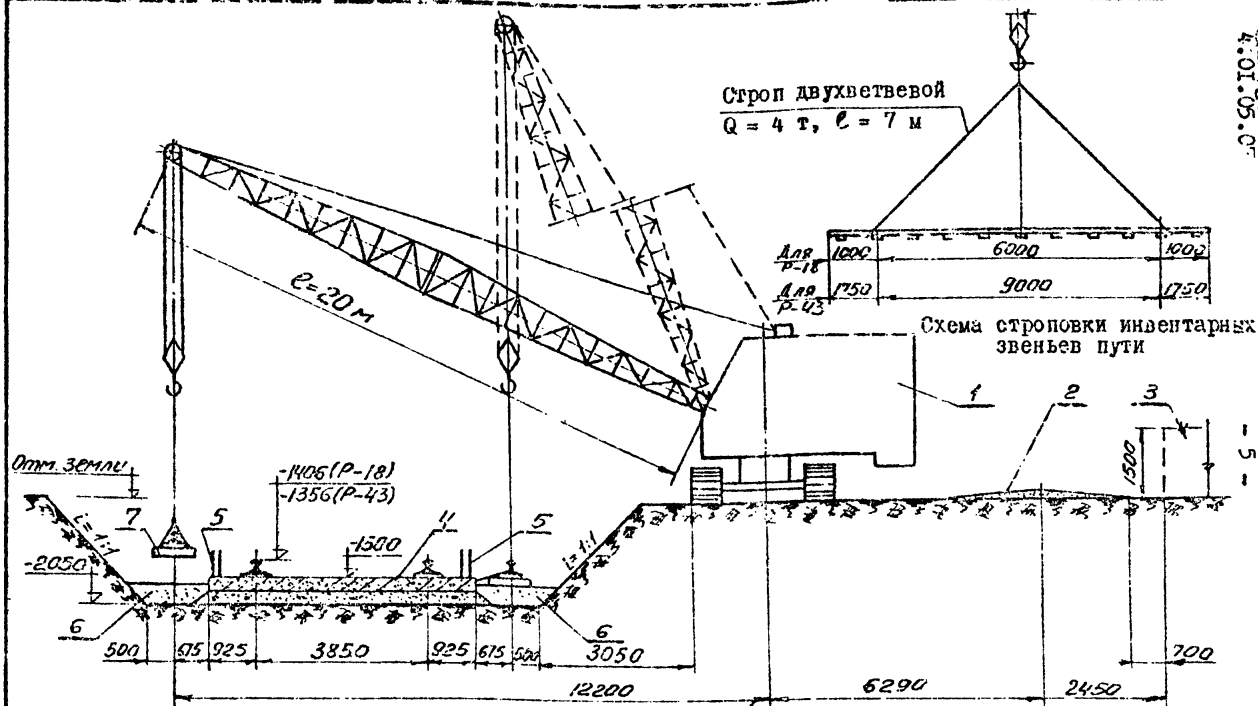 4.01.05.0
Строп двухветвевой
Q = 4 т, ℓ = 7 м
Для Р-18
1000
6000
1000
Для Р-43
1750
9000
1750
Схема строповки инвентарных
звеньев пути
ℓ=20 м
1
2
3
1500
- 5 -
Отм. земли
-1406 (Р-18)
-1356 (Р-43)
7
5
4
5
-1500
i=1:1
i=1:1
-2050
6
6
500
675
925
3850
925
675
500
3050
700
12200
6290
2450